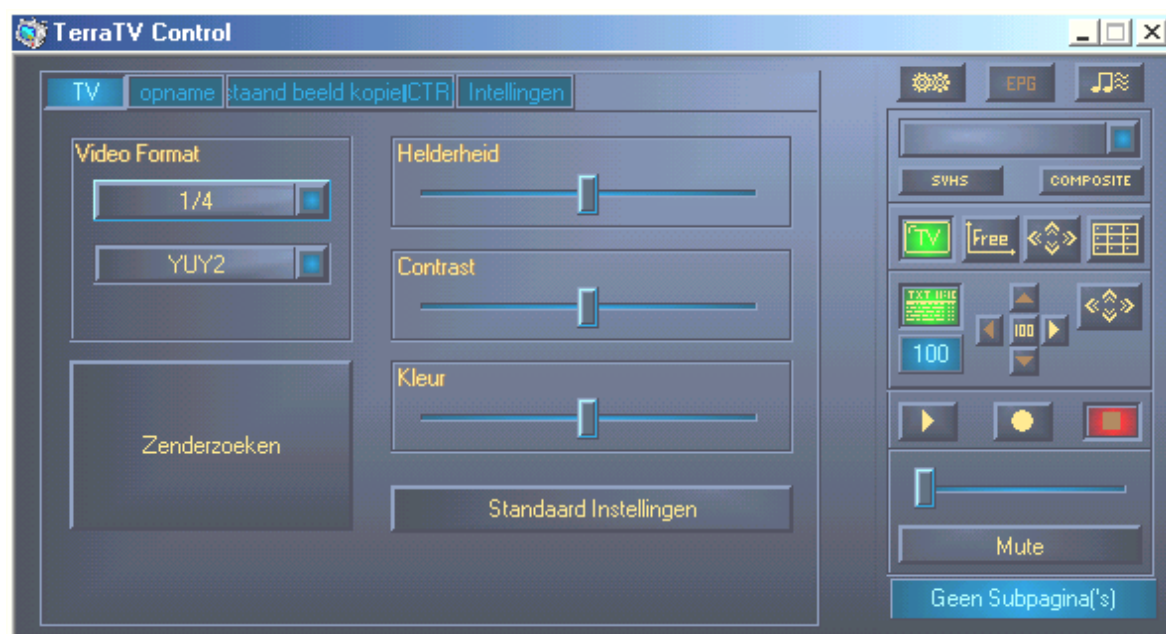 TerraTV Control
TV
opname
staand beeld kopie
CTR
Intellingen
Video Format
1/4
YUY2
Zenderzoeken
Helderheid
Contrast
Kleur
Standaard Instellingen
EPG
SVHS
COMPOSITE
TV
Free
100
100
Mute
Geen Subpagina('s)